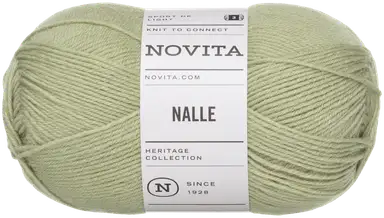 SPORT DK
LIGHT
KNIT TO CONNECT
NOVITA
NOVITA.COM
NALLE
HERITAGE
COLLECTION
N
SINCE
1928